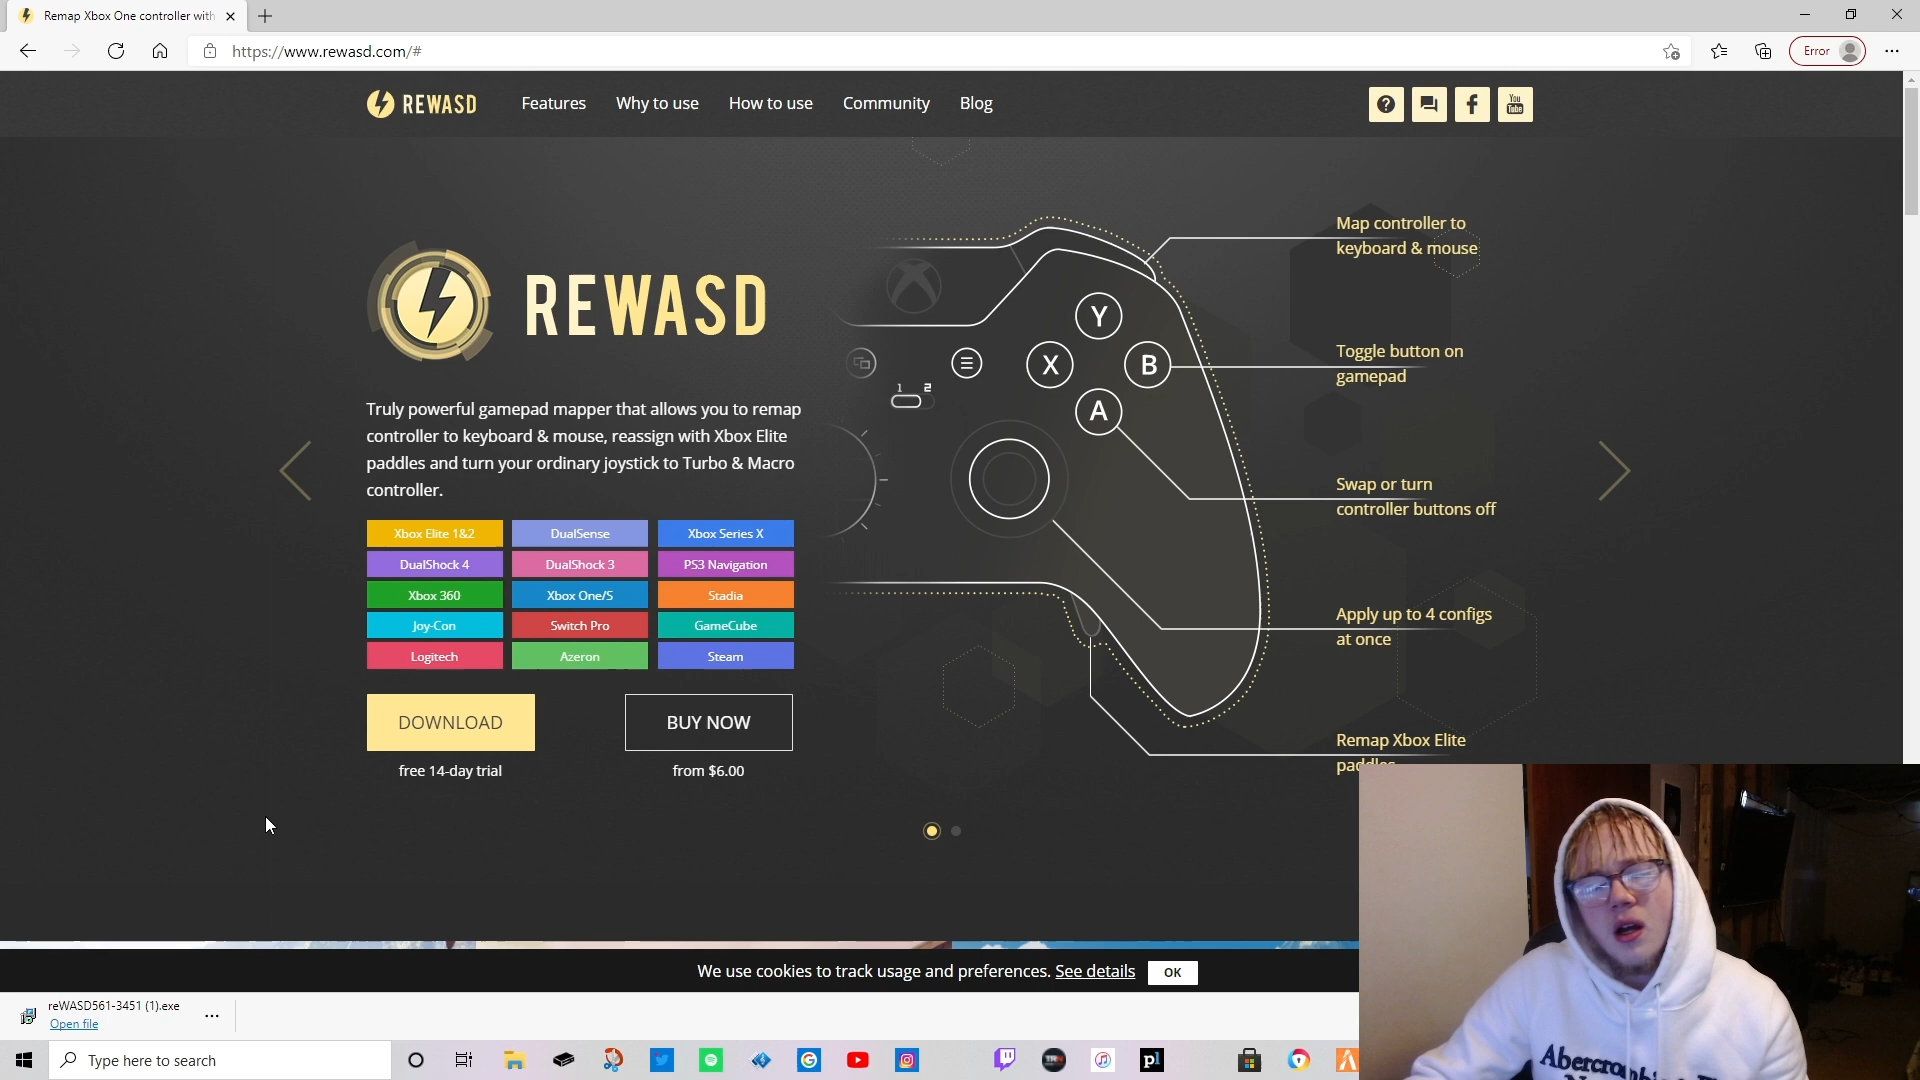 Remap Xbox One controller with
https://www.rewasd.com/#
Error
REWASD
Features
Why to use
How to use
Community
Blog
You
Tube
REWASD
Truly powerful gamepad mapper that allows you to remap
controller to keyboard & mouse, reassign with Xbox Elite
paddles and turn your ordinary joystick to Turbo & Macro
controller.
Xbox Elite 1&2
DualSense
Xbox Series X
DualShock 4
DualShock 3
PS3 Navigation
Xbox 360
Xbox One/S
Stadia
Joy-Con
Switch Pro
GameCube
Logitech
Azeron
Steam
DOWNLOAD
BUY NOW
free 14-day trial
from $6.00
1 2
Y
X
B
A
Map controller to
keyboard & mouse
Toggle button on
gamepad
Swap or turn
controller buttons off
Apply up to 4 configs
at once
Remap Xbox Elite
paddles
We use cookies to track usage and preferences. See details
OK
reWASD561-3451 (1).exe
Open file
Type here to search
pl